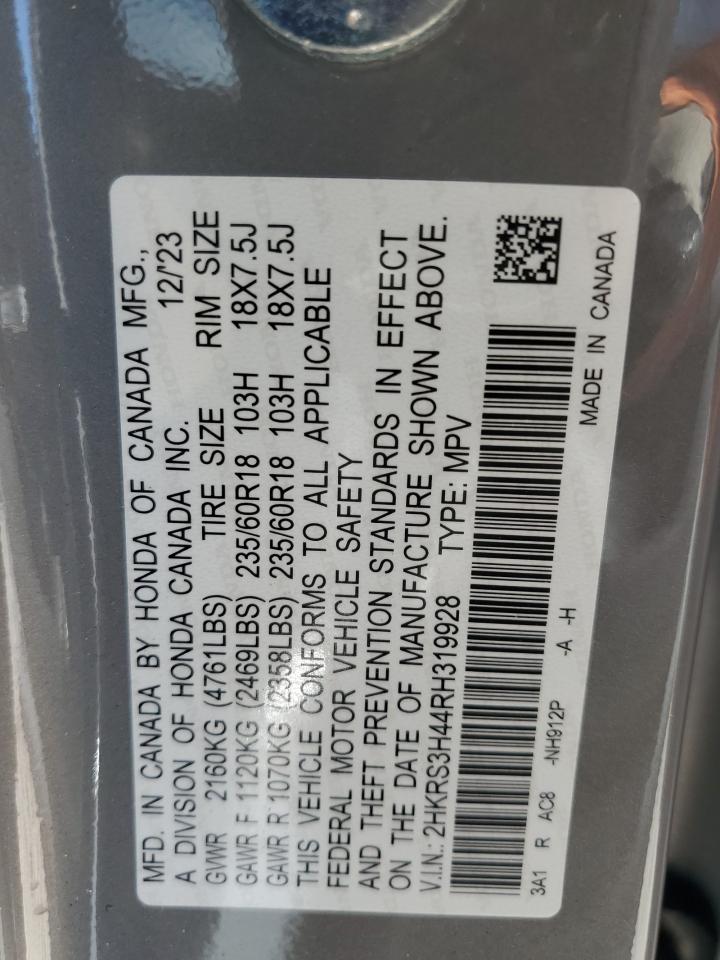 MFD. IN CANADA BY HONDA OF CANADA MFG.,
A DIVISION OF HONDA CANADA INC. 12/'23
GVWR 2160KG (4761LBS) TIRE SIZE RIM SIZE
GAWR F 1120KG (2469LBS) 235/60R18 103H 18X7.5J
GAWR R 1070KG (2358LBS) 235/60R18 103H 18X7.5J
THIS VEHICLE CONFORMS TO ALL APPLICABLE
FEDERAL MOTOR VEHICLE SAFETY
AND THEFT PREVENTION STANDARDS IN EFFECT
ON THE DATE OF MANUFACTURE SHOWN ABOVE.
V.I.N.: 2HKRS3H44RH319928 TYPE: MPV
3A1 R AC8 -NH912P -A -H
MADE IN CANADA